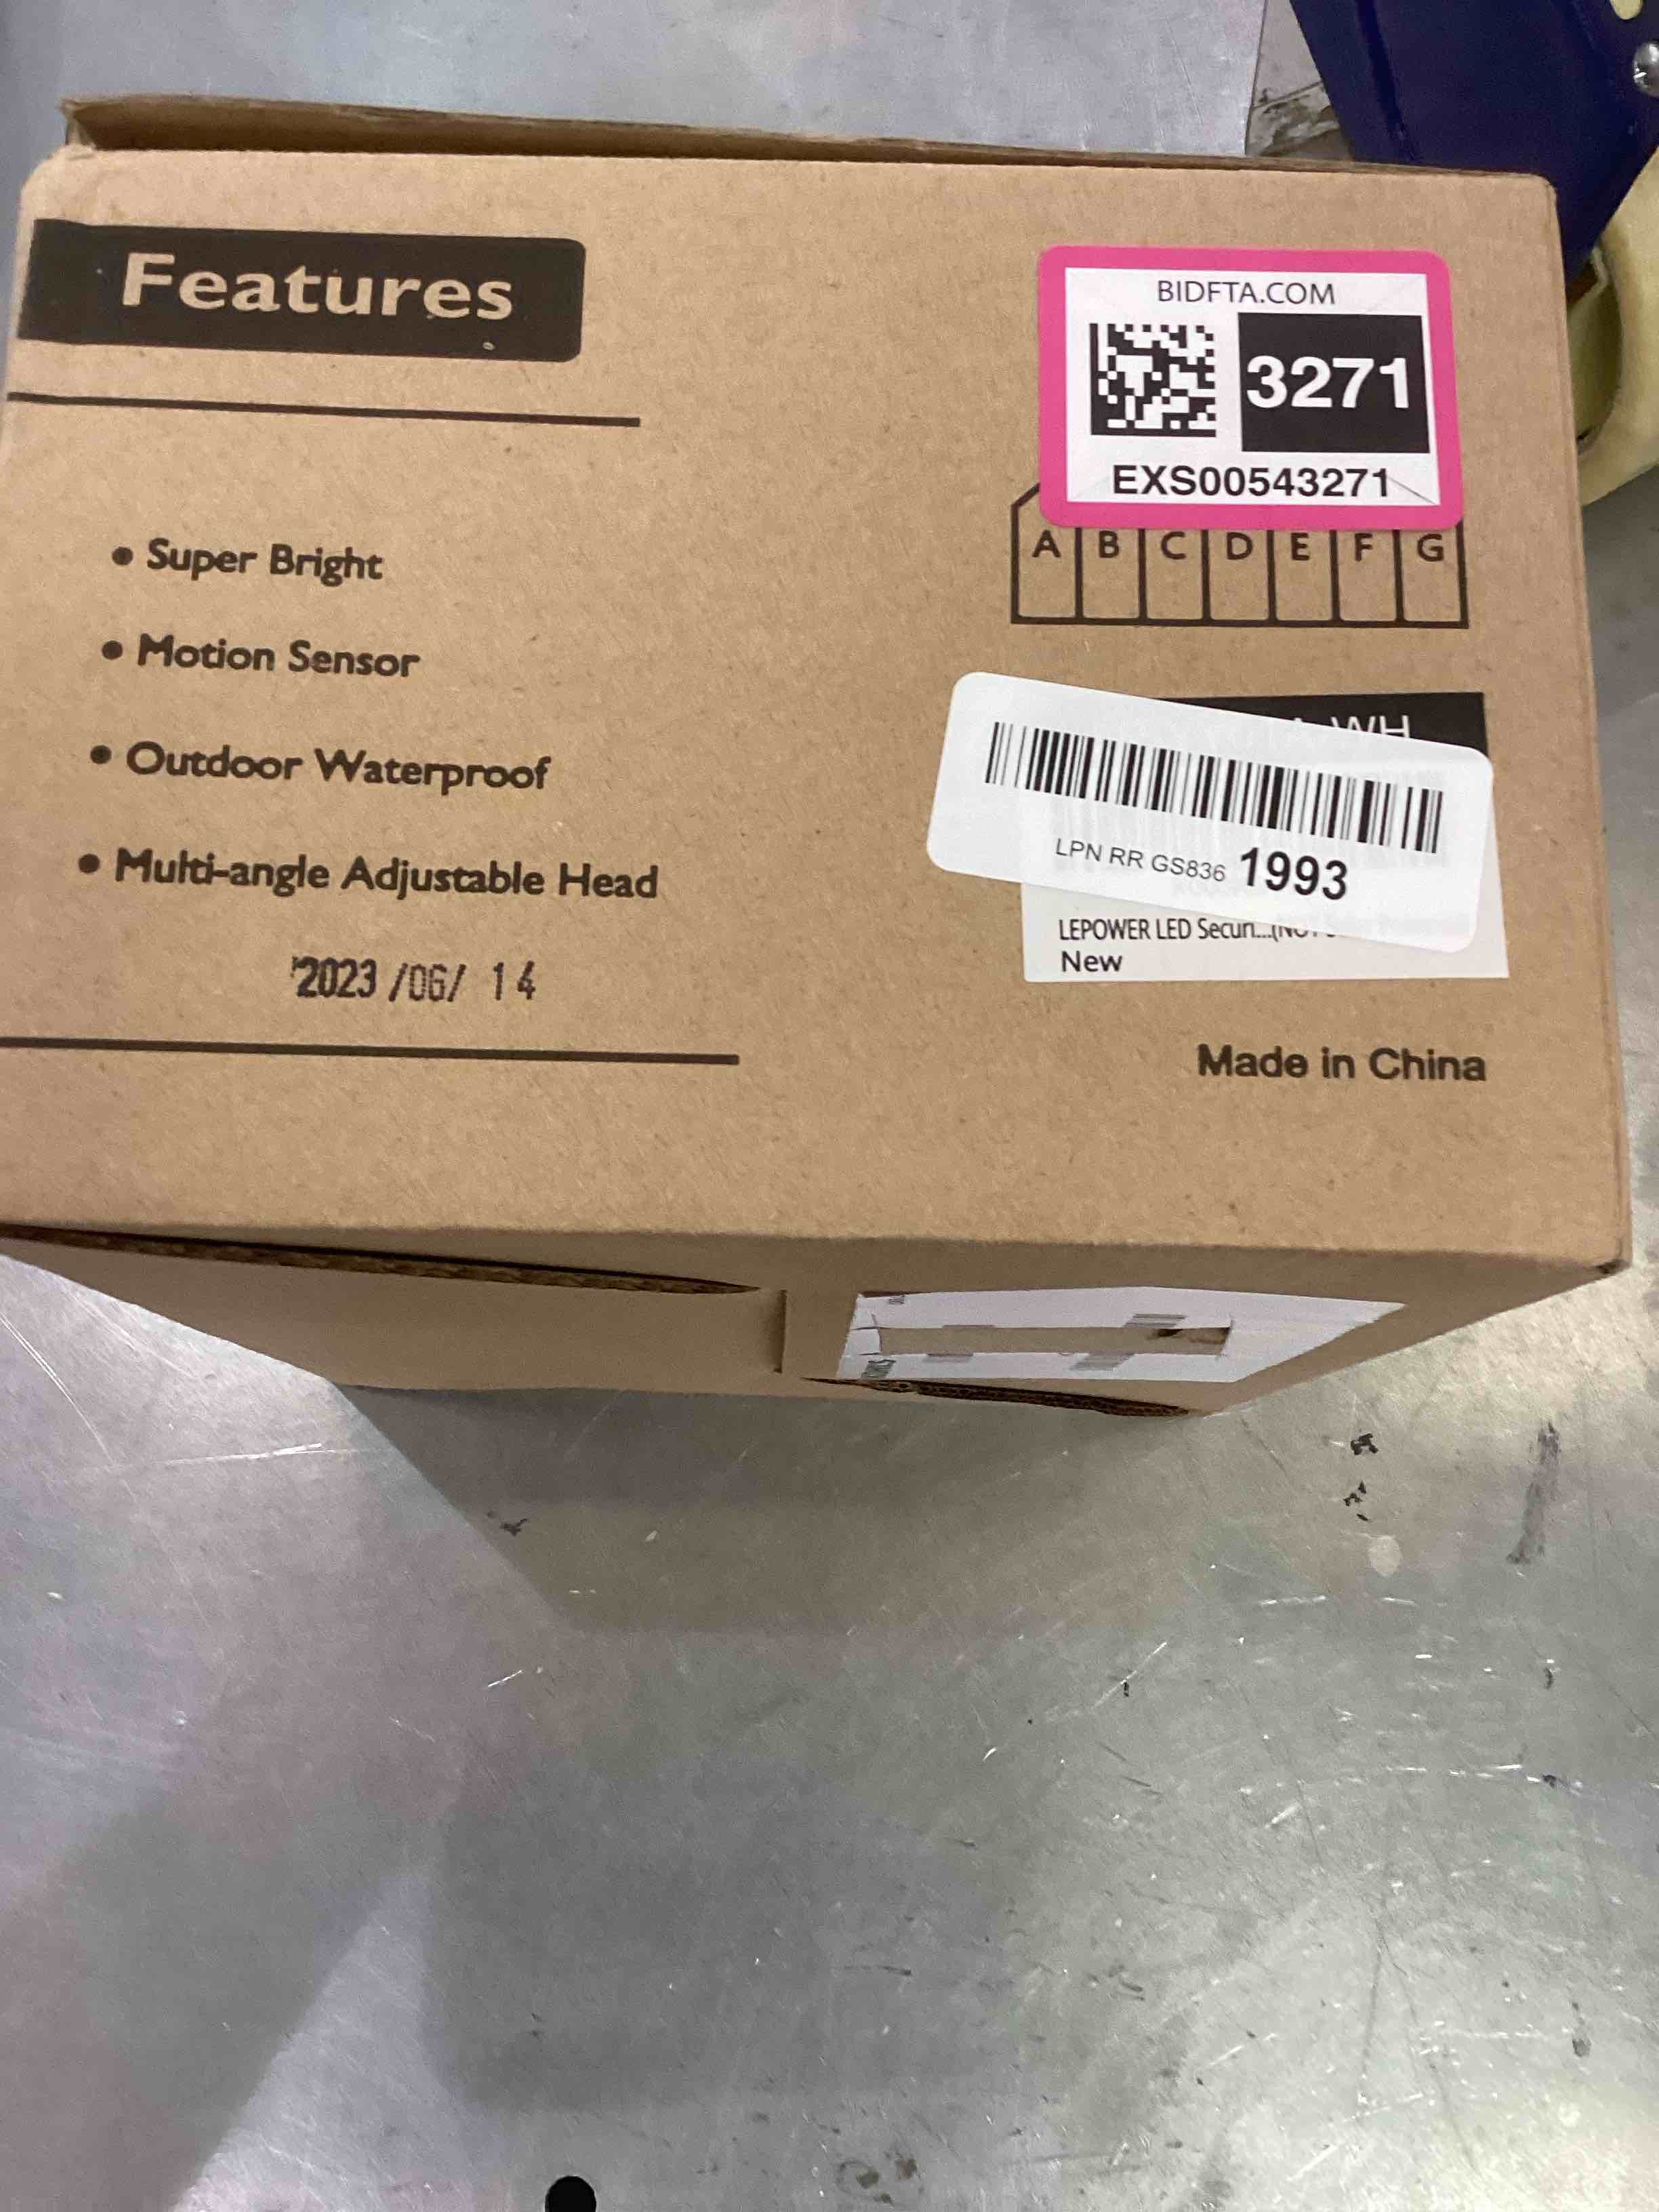 Features
• Super Bright
• Motion Sensor
• Outdoor Waterproof
• Multi-angle Adjustable Head
2023 /06/ 14
BIDFTA.COM
3271
EXS00543271
A B C D E F G
WH
LPN RR GS836 1993
LEPOWER LED Securi...(
New
Made in China